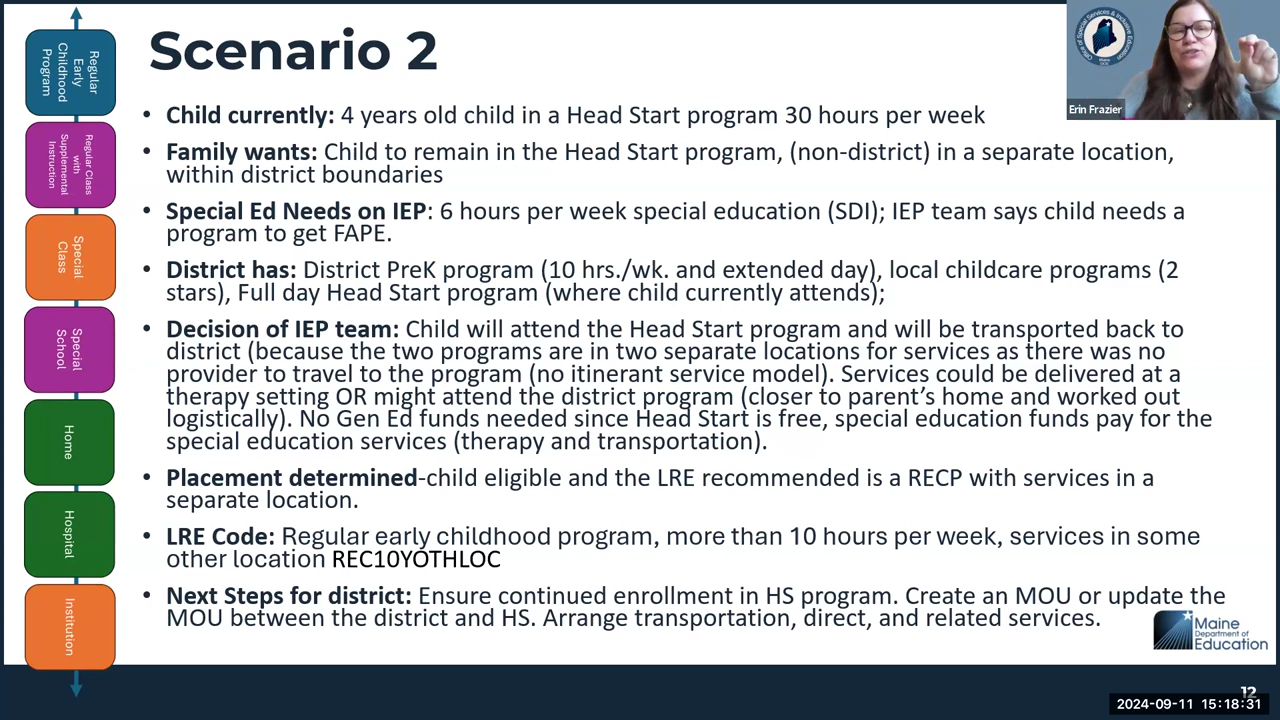 Scenario 2
Regular Early Childhood Program
Regular Class with Supplemental Instruction
Special Class
Special School
Home
Hospital
Institution
• Child currently: 4 years old child in a Head Start program 30 hours per week
• Family wants: Child to remain in the Head Start program, (non-district) in a separate location,
within district boundaries
• Special Ed Needs on IEP: 6 hours per week special education (SDI); IEP team says child needs a
program to get FAPE.
• District has: District PreK program (10 hrs./wk. and extended day), local childcare programs (2
stars), Full day Head Start program (where child currently attends);
• Decision of IEP team: Child will attend the Head Start program and will be transported back to
district (because the two programs are in two separate locations for services as there was no
provider to travel to the program (no itinerant service model). Services could be delivered at a
therapy setting OR might attend the district program (closer to parent's home and worked out
logistically). No Gen Ed funds needed since Head Start is free, special education funds pay for the
special education services (therapy and transportation).
• Placement determined-child eligible and the LRE recommended is a RECP with services in a
separate location.
• LRE Code: Regular early childhood program, more than 10 hours per week, services in some
other location REC10YOTHLOC
• Next Steps for district: Ensure continued enrollment in HS program. Create an MOU or update the
MOU between the district and HS. Arrange transportation, direct, and related services.
Office of Special Services & Inclusive Education
Maine
DOE
Erin Frazier
Maine
Department of
Education
12
2024-09-11 15:18:31